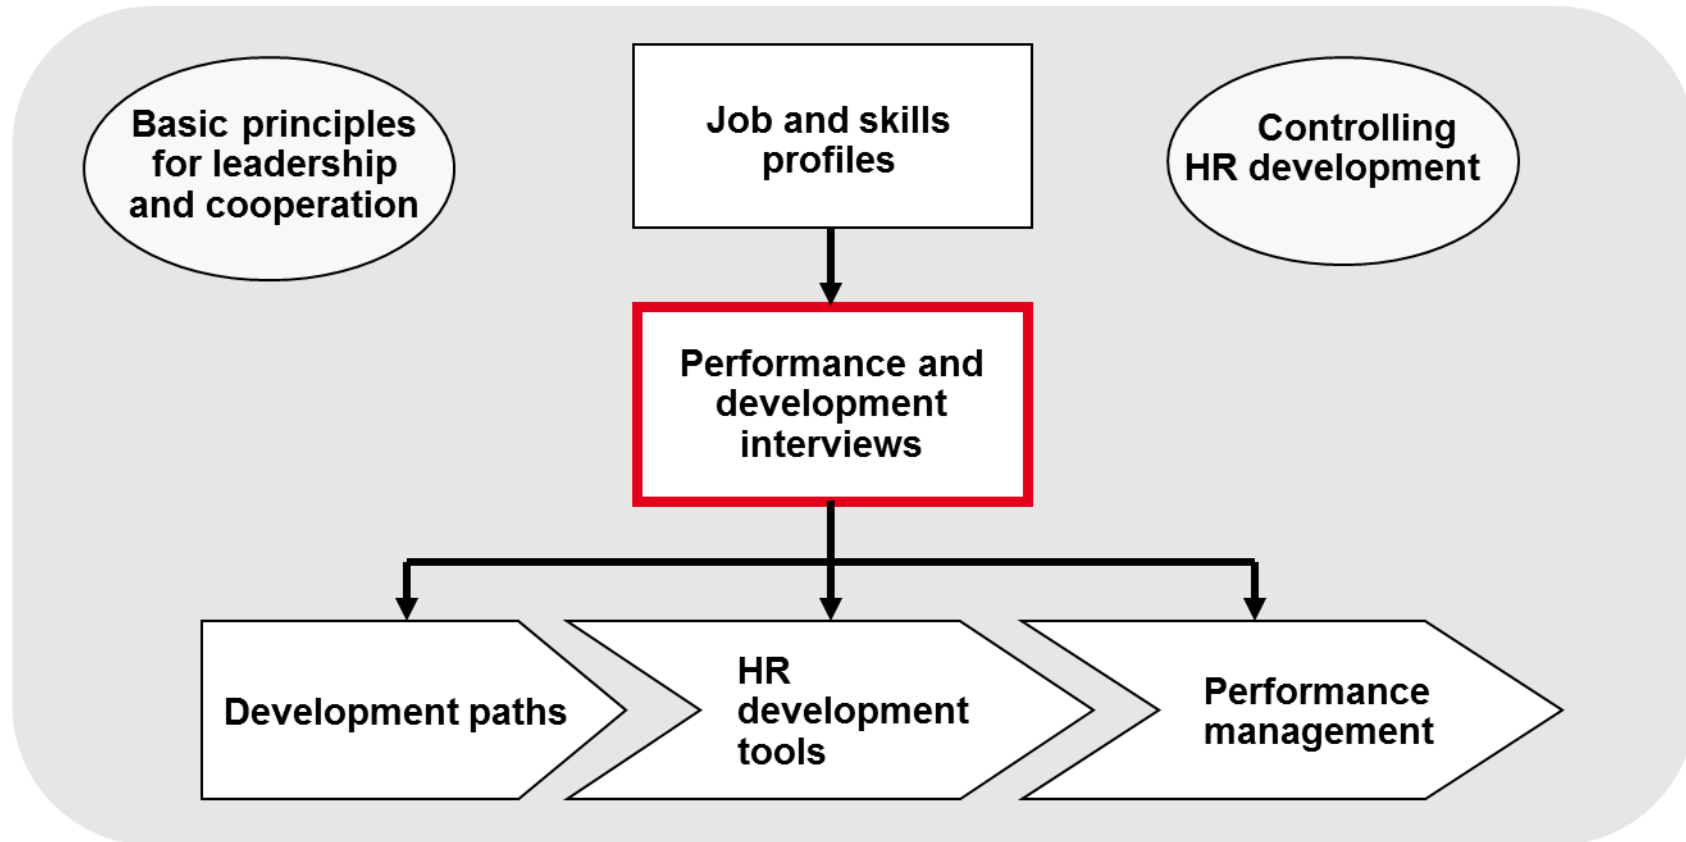 Basic principles
for leadership
and cooperation
Job and skills
profiles
Controlling
HR development
Performance and
development
interviews
Development paths
HR
development
tools
Performance
management